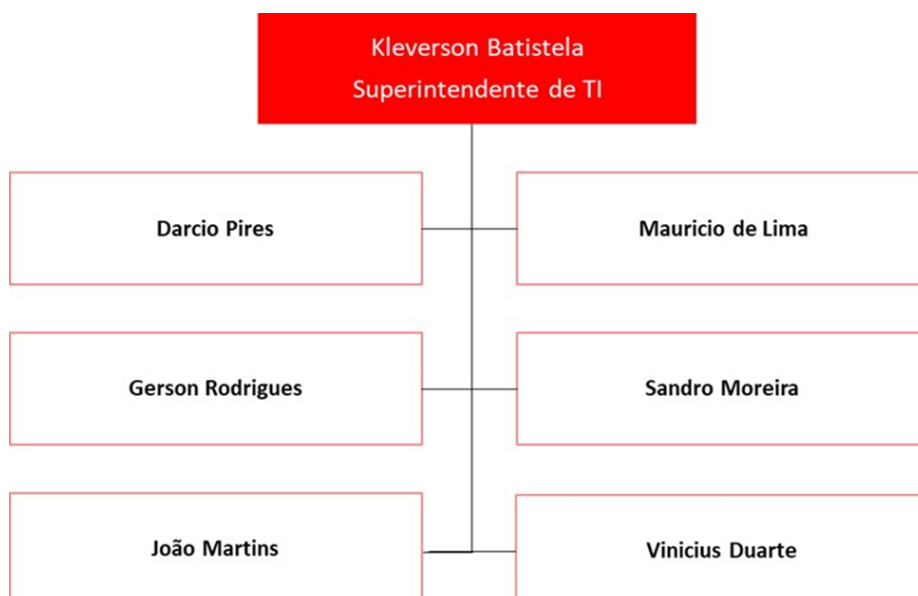 Kleverson Batistela
Superintendente de TI
Darcio Pires
Mauricio de Lima
Gerson Rodrigues
Sandro Moreira
João Martins
Vinicius Duarte